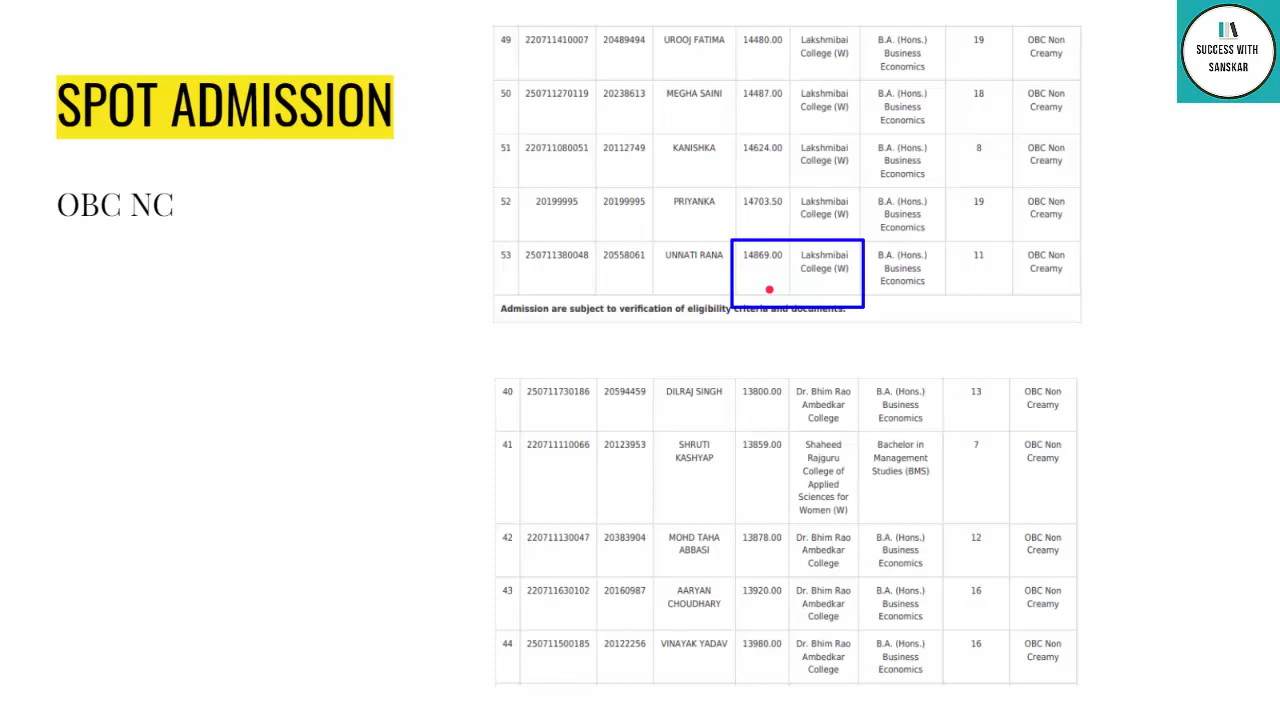 SPOT ADMISSION
OBC NC
SUCCESS WITH
SANSKAR
49 220711410007 20489494 UROOJ FATIMA 14480.00 Lakshmibai College (W) B.A. (Hons.) Business Economics 19 OBC Non Creamy
50 250711270119 20238613 MEGHA SAINI 14487.00 Lakshmibai College (W) B.A. (Hons.) Business Economics 18 OBC Non Creamy
51 220711080051 20112749 KANISHKA 14624.00 Lakshmibai College (W) B.A. (Hons.) Business Economics 8 OBC Non Creamy
52 20199995 20199995 PRIYANKA 14703.50 Lakshmibai College (W) B.A. (Hons.) Business Economics 19 OBC Non Creamy
53 250711380048 20558061 UNNATI RANA 14869.00 Lakshmibai College (W) B.A. (Hons.) Business Economics 11 OBC Non Creamy
Admission are subject to verification of eligibility criteria and documents.
40 250711730186 20594459 DILRAJ SINGH 13800.00 Dr. Bhim Rao Ambedkar College B.A. (Hons.) Business Economics 13 OBC Non Creamy
41 220711110066 20123953 SHRUTI KASHYAP 13859.00 Shaheed Rajguru College of Applied Sciences for Women (W) Bachelor in Management Studies (BMS) 7 OBC Non Creamy
42 220711130047 20383904 MOHD TAHA ABBASI 13878.00 Dr. Bhim Rao Ambedkar College B.A. (Hons.) Business Economics 12 OBC Non Creamy
43 220711630102 20160987 AARYAN CHOUDHARY 13920.00 Dr. Bhim Rao Ambedkar College B.A. (Hons.) Business Economics 16 OBC Non Creamy
44 250711500185 20122256 VINAYAK YADAV 13980.00 Dr. Bhim Rao Ambedkar College B.A. (Hons.) Business Economics 16 OBC Non Creamy